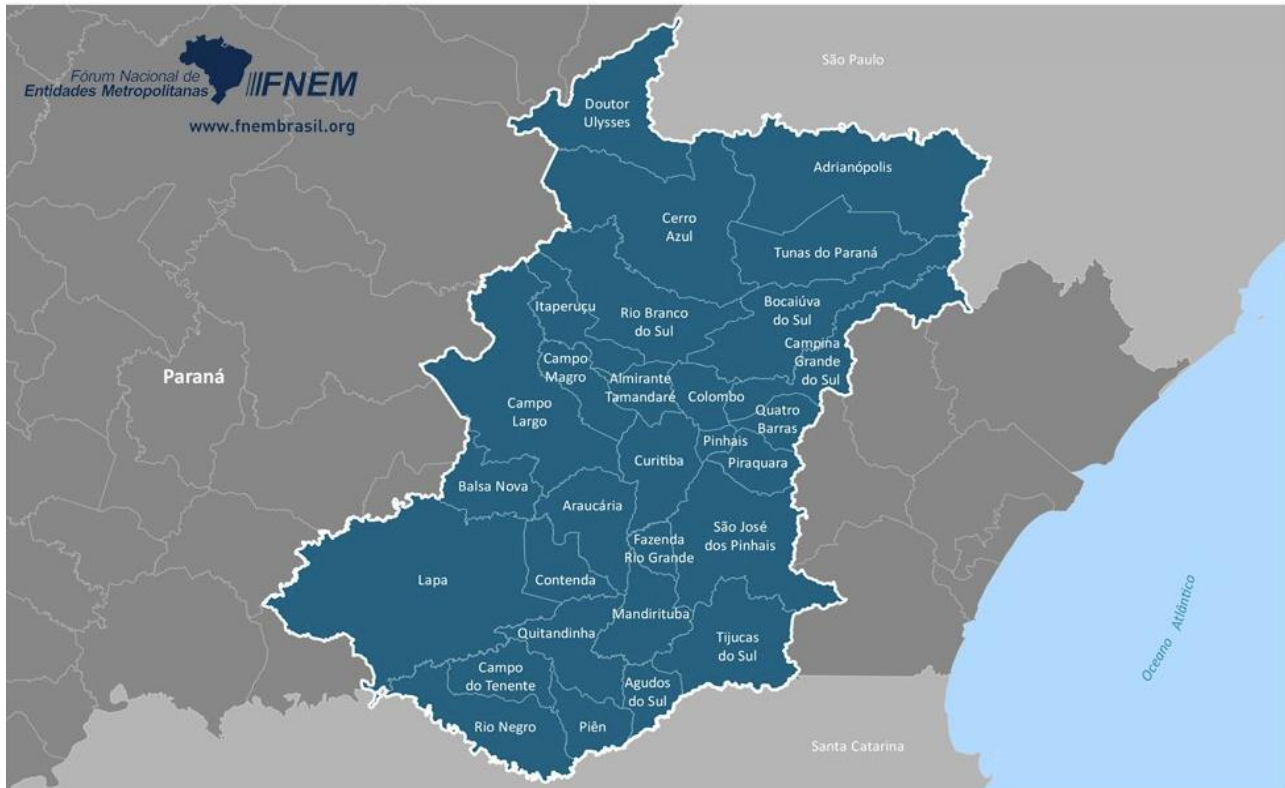 Fórum Nacional de
Entidades Metropolitanas
FNEM
www.fnembrasil.org
São Paulo
Doutor
Ulysses
Adrianópolis
Cerro
Azul
Tunas do Paraná
Itaperuçu
Rio Branco
do Sul
Bocaiúva
do Sul
Campina
Grande
do Sul
Paraná
Campo
Magro
Almirante
Tamandaré
Colombo
Campo
Largo
Quatro
Barras
Pinhais
Curitiba
Piraquara
Balsa Nova
Araucária
São José
dos Pinhais
Fazenda
Rio Grande
Lapa
Contenda
Mandirituba
Quitandinha
Tijucas
do Sul
Campo
do Tenente
Agudos
do Sul
Rio Negro
Piên
Santa Catarina
Oceano Atlântico